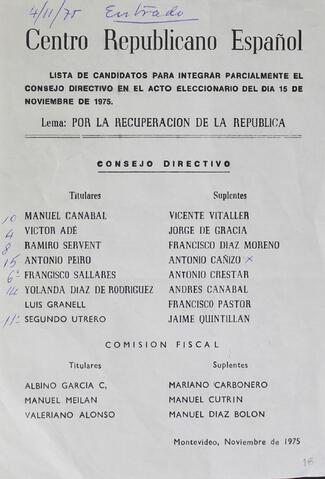 4/11/75 Entrado
Centro Republicano Español
LISTA DE CANDIDATOS PARA INTEGRAR PARCIALMENTE EL
CONSEJO DIRECTIVO EN EL ACTO ELECCIONARIO DEL DIA 15 DE
NOVIEMBRE DE 1975.
Lema: POR LA RECUPERACION DE LA REPUBLICA
CONSEJO DIRECTIVO
Titulares Suplentes
10 MANUEL CANABAL VICENTE VITALLER
4 VICTOR ADÉ JORGE DE GRACIA
8 RAMIRO SERVENT FRANCISCO DIAZ MORENO
15 ANTONIO PEIRO ANTONIO CAÑIZO x
6º FRANCISCO SALLARES ANTONIO CRESTAR
14 YOLANDA DIAZ DE RODRIGUEZ ANDRES CANABAL
LUIS GRANELL FRANCISCO PASTOR
11º SEGUNDO UTRERO JAIME QUINTILLAN
COMISION FISCAL
Titulares Suplentes
ALBINO GARCIA C, MARIANO CARBONERO
MANUEL MEILAN MANUEL CUTRIN
VALERIANO ALONSO MANUEL DIAZ BOLON
Montevideo, Noviembre de 1975